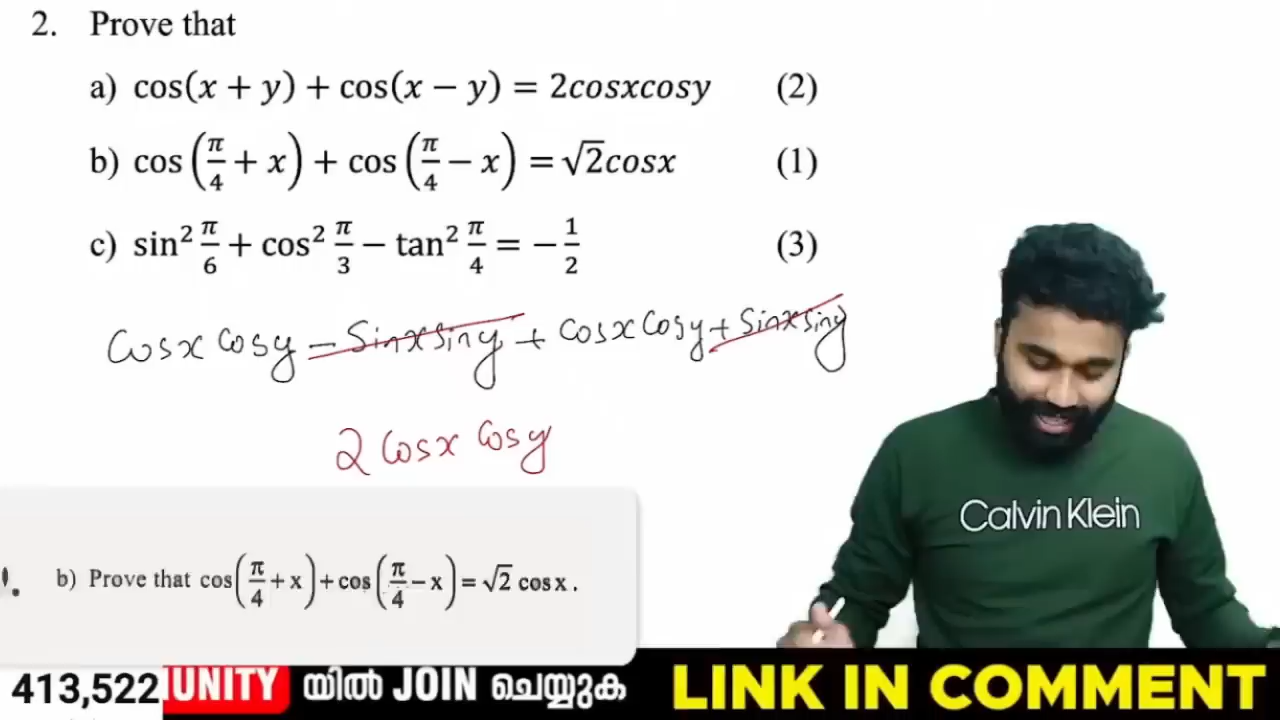 2. Prove that
a) cos(x + y) + cos(x − y) = 2cosxcosy (2)
b) cos(π/4 + x) + cos(π/4 − x) = √2cosx (1)
c) sin² π/6 + cos² π/3 − tan² π/4 = −1/2 (3)
Cosx Cosy − Sinx Siny + Cosx Cosy + Sinx Siny
2 Cosx Cosy
Calvin Klein
b) Prove that cos(π/4 + x) + cos(π/4 − x) = √2 cos x .
413,522 UNITY യിൽ JOIN ചെയ്യുക LINK IN COMMENT